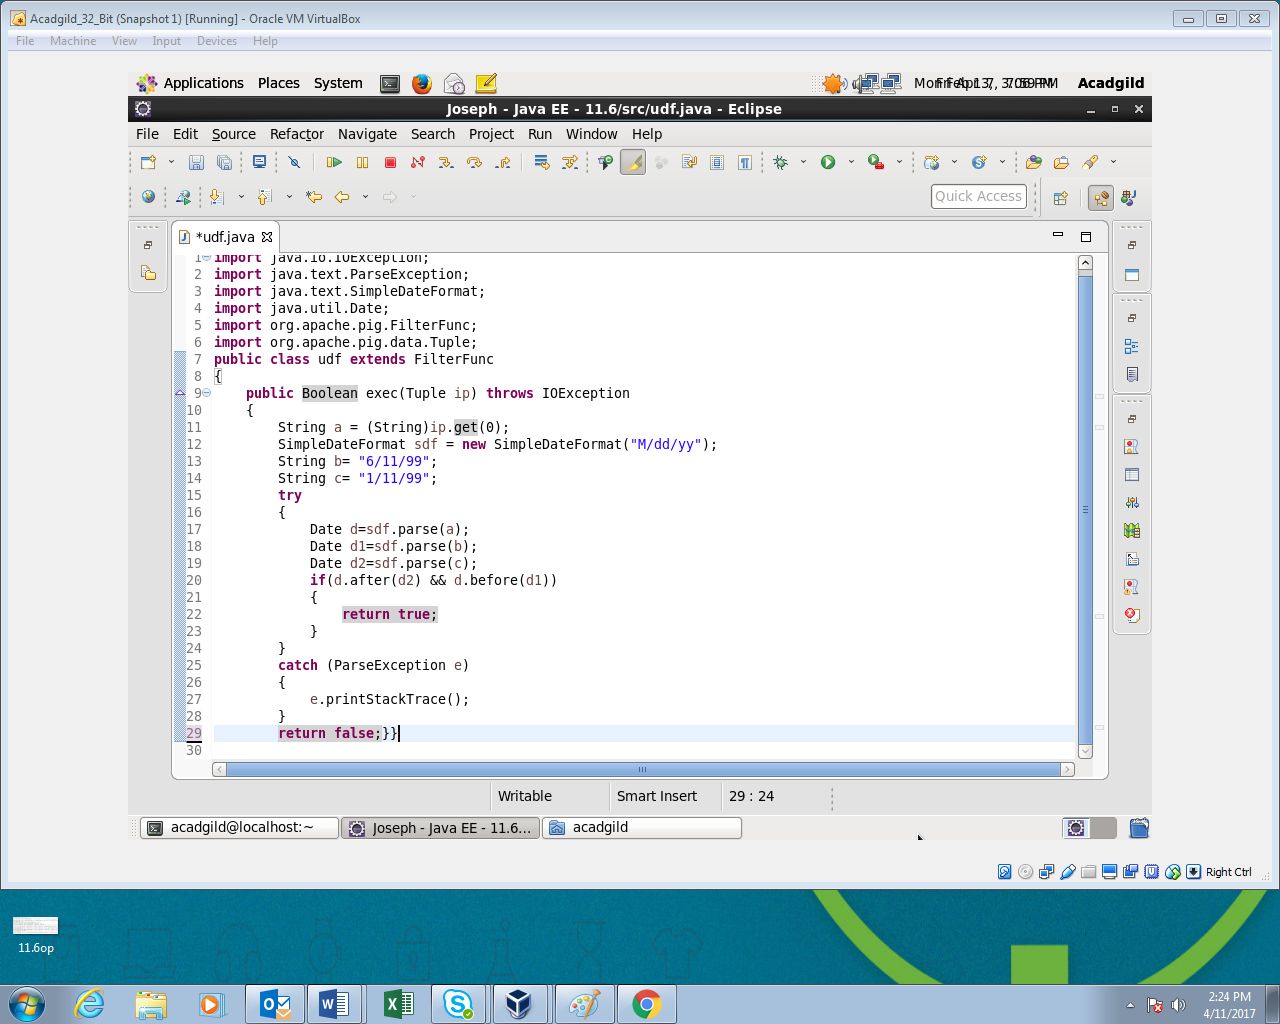 Acadgild_32_Bit (Snapshot 1) [Running] - Oracle VM VirtualBox
File Machine View Input Devices Help
Applications Places System
Acadgild
Joseph - Java EE - 11.6/src/udf.java - Eclipse
File Edit Source Refactor Navigate Search Project Run Window Help
Quick Access
*udf.java
1 import java.io.IOException;
2 import java.text.ParseException;
3 import java.text.SimpleDateFormat;
4 import java.util.Date;
5 import org.apache.pig.FilterFunc;
6 import org.apache.pig.data.Tuple;
7 public class udf extends FilterFunc
8 {
9 public Boolean exec(Tuple ip) throws IOException
10 {
11 String a = (String)ip.get(0);
12 SimpleDateFormat sdf = new SimpleDateFormat("M/dd/yy");
13 String b= "6/11/99";
14 String c= "1/11/99";
15 try
16 {
17 Date d=sdf.parse(a);
18 Date d1=sdf.parse(b);
19 Date d2=sdf.parse(c);
20 if(d.after(d2) && d.before(d1))
21 {
22 return true;
23 }
24 }
25 catch (ParseException e)
26 {
27 e.printStackTrace();
28 }
29 return false;}}
30
Writable Smart Insert 29 : 24
acadgild@localhost:~ Joseph - Java EE - 11.6... acadgild
Right Ctrl
11.6op
2:24 PM
4/11/2017